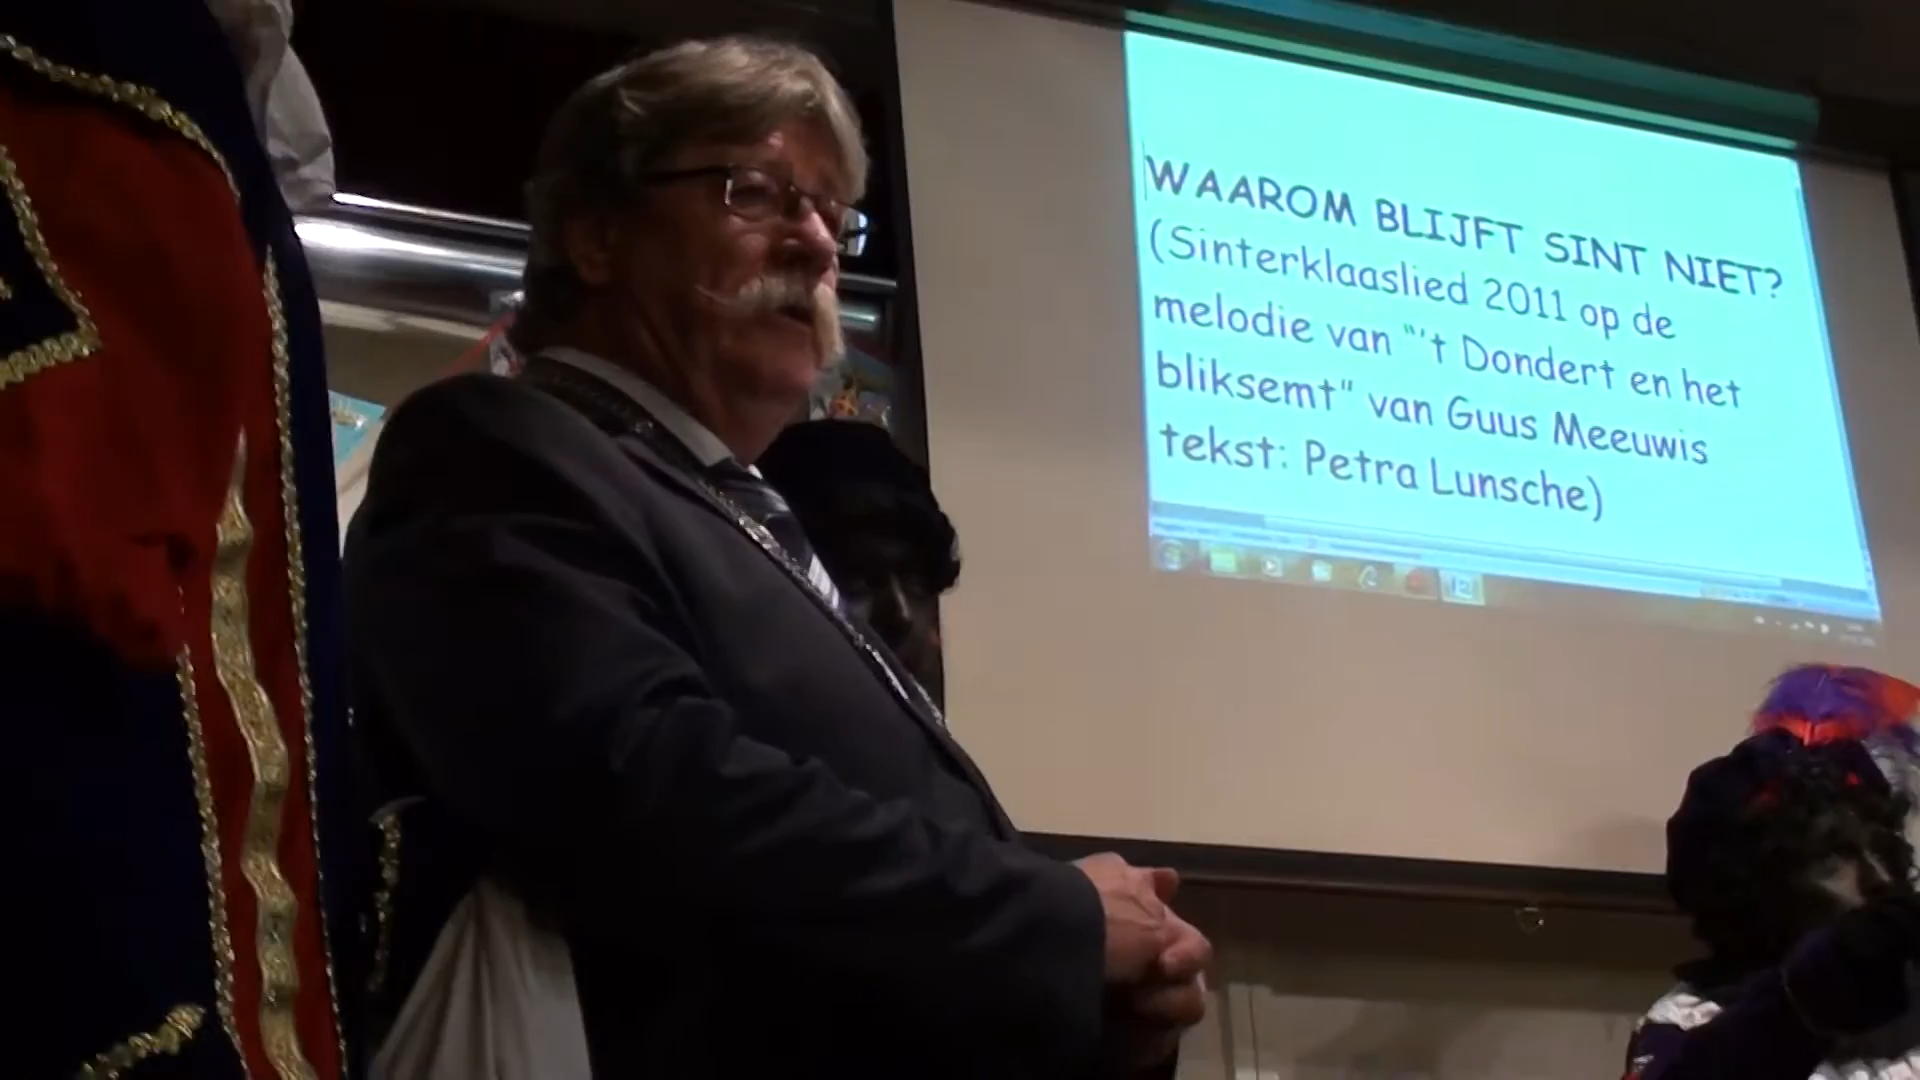 WAAROM BLIJFT SINT NIET?
(Sinterklaaslied 2011 op de
melodie van "'t Dondert en het
bliksemt" van Guus Meeuwis
tekst: Petra Lunsche)